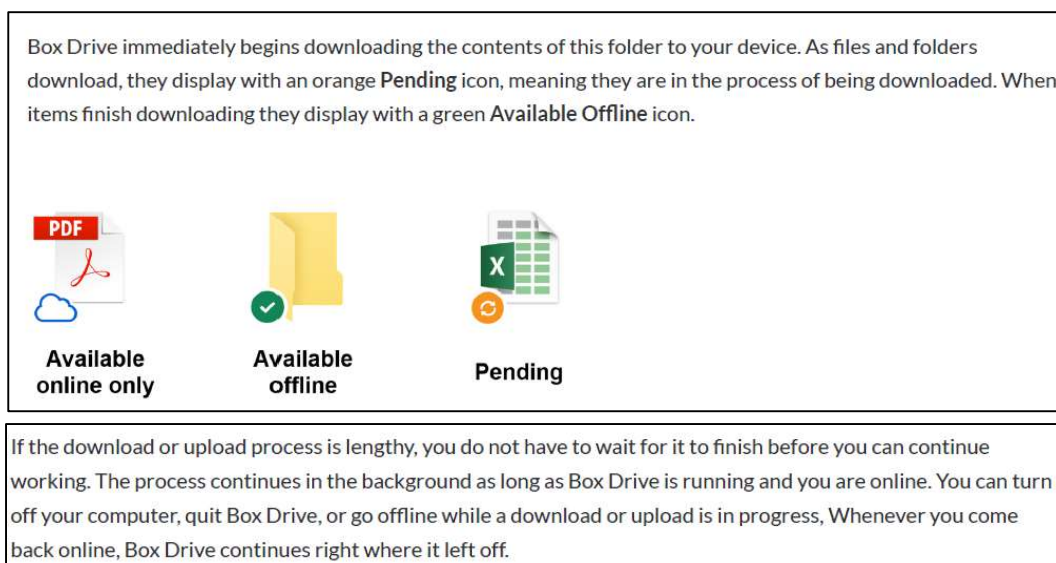 Box Drive immediately begins downloading the contents of this folder to your device. As files and folders
download, they display with an orange Pending icon, meaning they are in the process of being downloaded. When
items finish downloading they display with a green Available Offline icon.
PDF
X
Available
online only
Available
offline
Pending
If the download or upload process is lengthy, you do not have to wait for it to finish before you can continue
working. The process continues in the background as long as Box Drive is running and you are online. You can turn
off your computer, quit Box Drive, or go offline while a download or upload is in progress, Whenever you come
back online, Box Drive continues right where it left off.